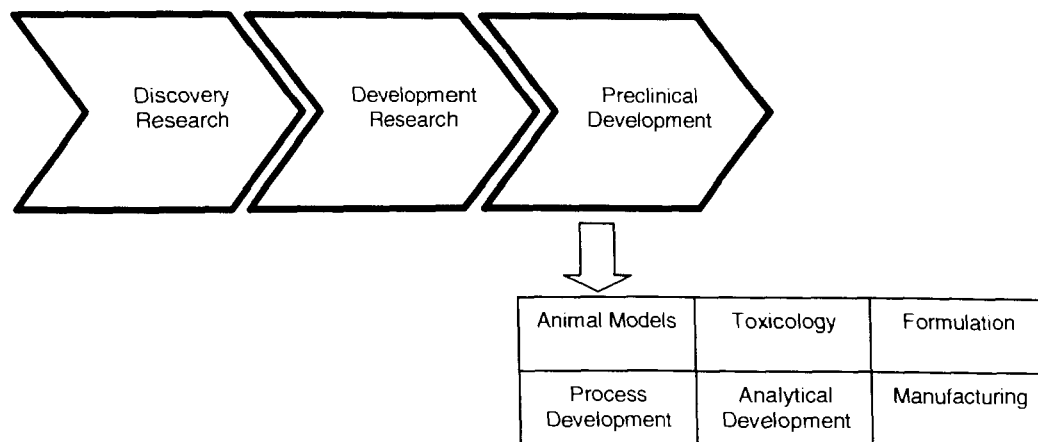 Discovery
Research
Development
Research
Preclinical
Development
Animal Models
Toxicology
Formulation
Process
Development
Analytical
Development
Manufacturing